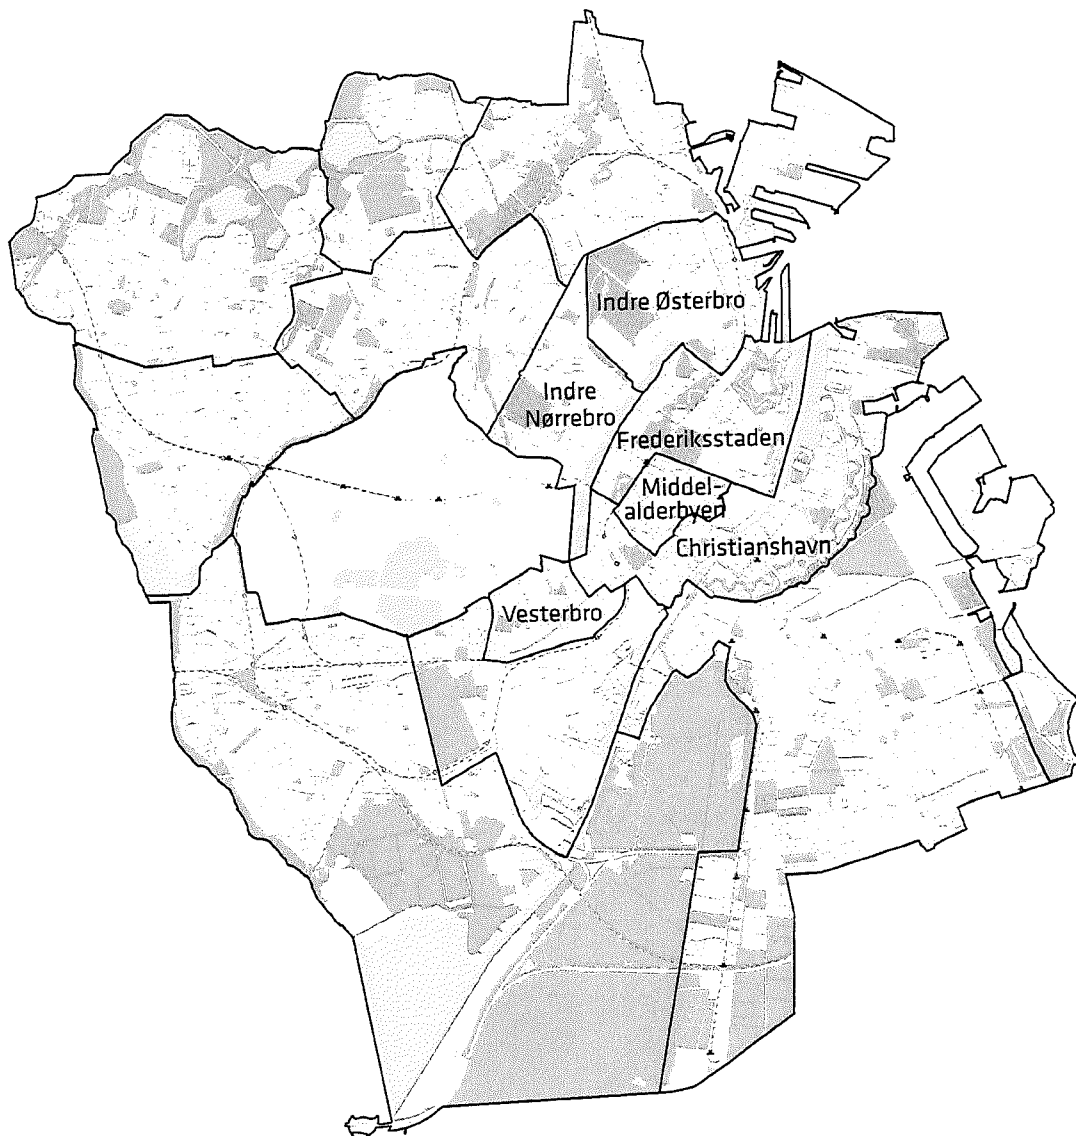 Indre Østerbro
Indre
Nørrebro
Frederiksstaden
Middel-
alderbyen
Christianshavn
Vesterbro